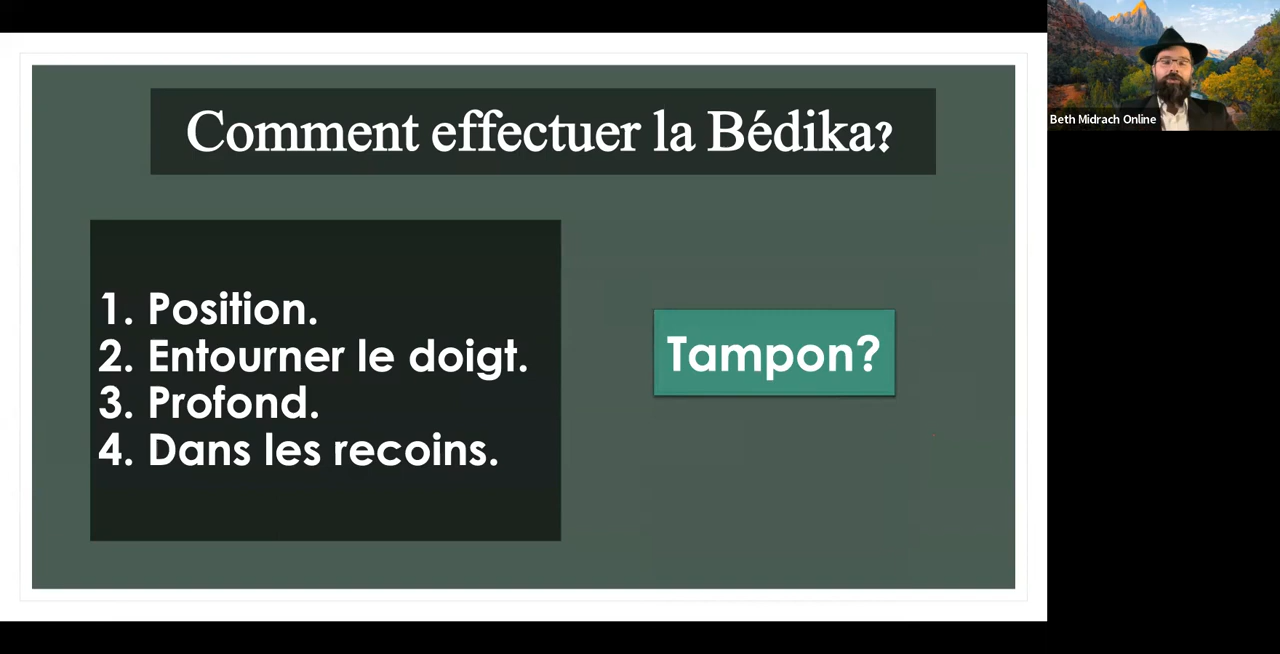 Comment effectuer la Bédika?
1. Position.
2. Entourner le doigt.
3. Profond.
4. Dans les recoins.
Tampon?
Beth Midrach Online